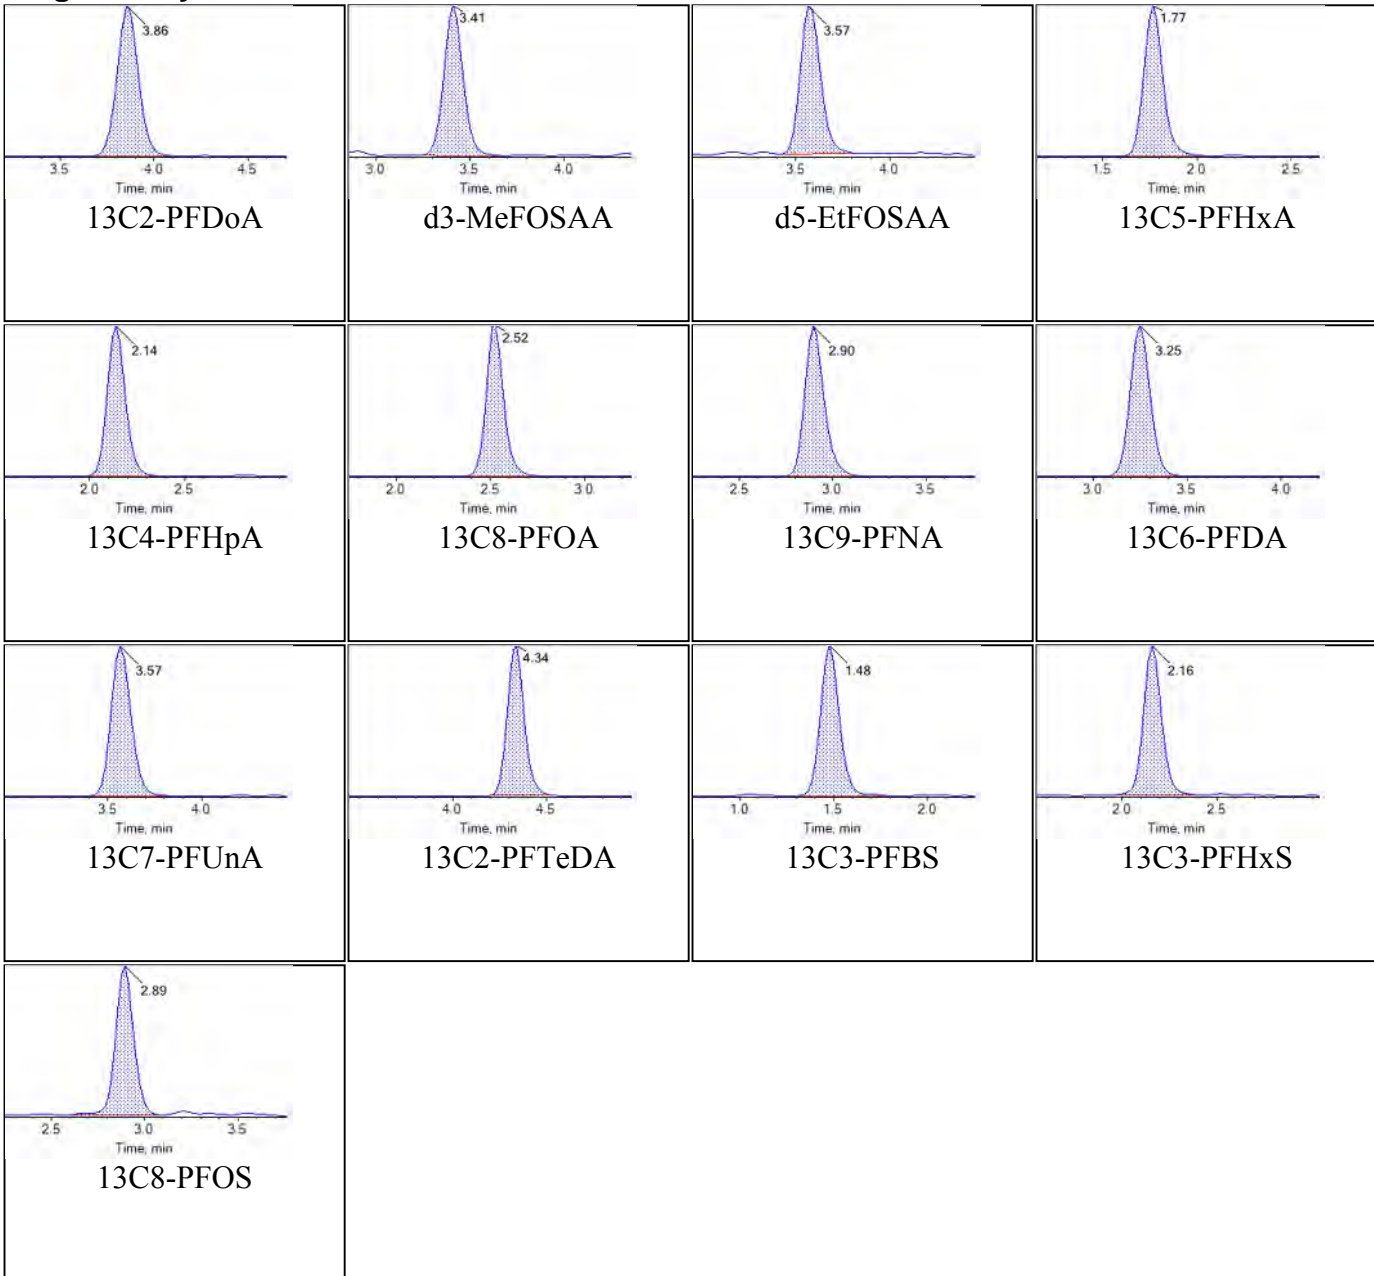 3.86
3.5 4.0 4.5
Time, min
13C2-PFDoA
3.41
3.0 3.5 4.0
Time, min
d3-MeFOSAA
3.57
3.5 4.0
Time, min
d5-EtFOSAA
1.77
1.5 2.0 2.5
Time, min
13C5-PFHxA
2.14
2.0 2.5
Time, min
13C4-PFHpA
2.52
2.0 2.5 3.0
Time, min
13C8-PFOA
2.90
2.5 3.0 3.5
Time, min
13C9-PFNA
3.25
3.0 3.5 4.0
Time, min
13C6-PFDA
3.57
3.5 4.0
Time, min
13C7-PFUnA
4.34
4.0 4.5
Time, min
13C2-PFTeDA
1.48
1.0 1.5 2.0
Time, min
13C3-PFBS
2.16
2.0 2.5
Time, min
13C3-PFHxS
2.89
2.5 3.0 3.5
Time, min
13C8-PFOS